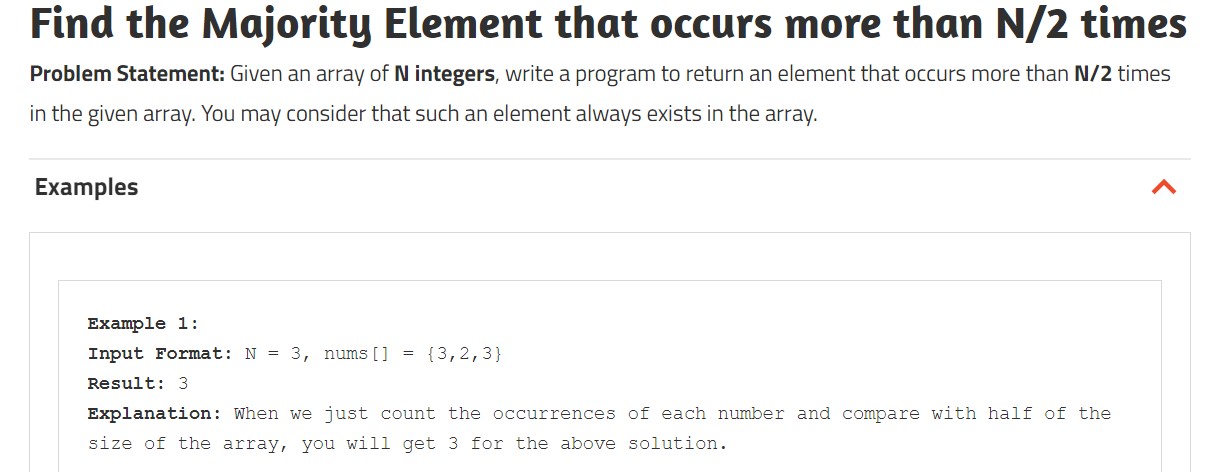 Find the Majority Element that occurs more than N/2 times
Problem Statement: Given an array of N integers, write a program to return an element that occurs more than N/2 times
in the given array. You may consider that such an element always exists in the array.
Examples
Example 1:
Input Format: N = 3, nums[] = {3,2,3}
Result: 3
Explanation: When we just count the occurrences of each number and compare with half of the
size of the array, you will get 3 for the above solution.